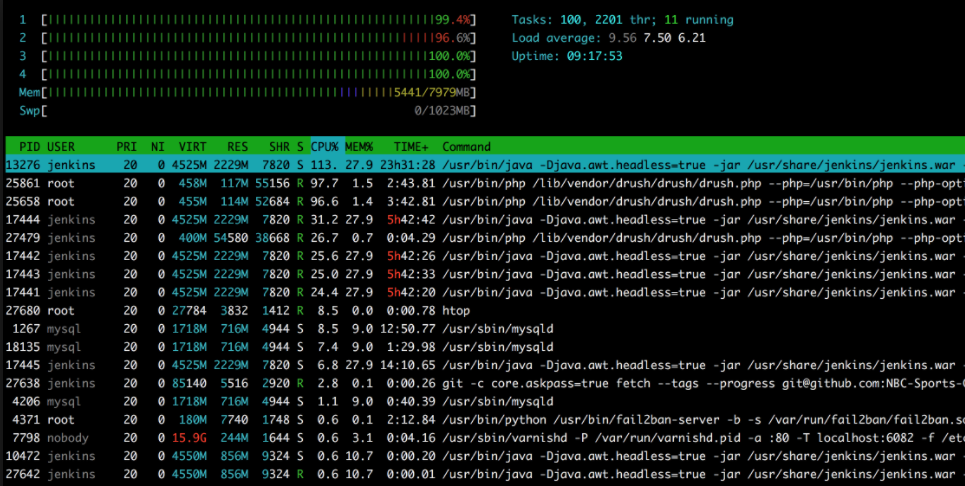 1 [99.4%] Tasks: 100, 2201 thr; 11 running
2 [96.6%] Load average: 9.56 7.50 6.21
3 [100.0%] Uptime: 09:17:53
4 [100.0%]
Mem[5441/7979MB]
Swp[0/1023MB]
PID USER PRI NI VIRT RES SHR S CPU% MEM% TIME+ Command
13276 jenkins 20 0 4525M 2229M 7820 S 113. 27.9 23h31:28 /usr/bin/java -Djava.awt.headless=true -jar /usr/share/jenkins/jenkins.war -
25861 root 20 0 458M 117M 55156 R 97.7 1.5 2:43.81 /usr/bin/php /lib/vendor/drush/drush/drush.php --php=/usr/bin/php --php-opti
25658 root 20 0 455M 114M 52684 R 96.6 1.4 3:42.81 /usr/bin/php /lib/vendor/drush/drush/drush.php --php=/usr/bin/php --php-opti
17444 jenkins 20 0 4525M 2229M 7820 R 31.2 27.9 5h42:42 /usr/bin/java -Djava.awt.headless=true -jar /usr/share/jenkins/jenkins.war -
27479 jenkins 20 0 400M 54580 38668 R 26.7 0.7 0:04.29 /usr/bin/php /lib/vendor/drush/drush/drush.php --php=/usr/bin/php --php-opti
17442 jenkins 20 0 4525M 2229M 7820 R 25.6 27.9 5h42:26 /usr/bin/java -Djava.awt.headless=true -jar /usr/share/jenkins/jenkins.war -
17443 jenkins 20 0 4525M 2229M 7820 R 25.0 27.9 5h42:33 /usr/bin/java -Djava.awt.headless=true -jar /usr/share/jenkins/jenkins.war -
17441 jenkins 20 0 4525M 2229M 7820 R 24.4 27.9 5h42:20 /usr/bin/java -Djava.awt.headless=true -jar /usr/share/jenkins/jenkins.war -
27680 root 20 0 27784 3832 1412 R 8.5 0.0 0:00.78 htop
1267 mysql 20 0 1718M 716M 4944 S 8.5 9.0 12:50.77 /usr/sbin/mysqld
18135 mysql 20 0 1718M 716M 4944 S 7.4 9.0 1:29.98 /usr/sbin/mysqld
17445 jenkins 20 0 4525M 2229M 7820 S 6.8 27.9 14:10.65 /usr/bin/java -Djava.awt.headless=true -jar /usr/share/jenkins/jenkins.war -
27638 jenkins 20 0 85140 5516 2920 R 2.8 0.1 0:00.26 git -c core.askpass=true fetch --tags --progress git@github.com:NBC-Sports-
4206 mysql 20 0 1718M 716M 4944 S 1.1 9.0 0:40.39 /usr/sbin/mysqld
4371 root 20 0 180M 7740 1748 S 0.6 0.1 2:12.84 /usr/bin/python /usr/bin/fail2ban-server -b -s /var/run/fail2ban/fail2ban.so
7798 nobody 20 0 15.9G 244M 1644 S 0.6 3.1 0:04.16 /usr/sbin/varnishd -P /var/run/varnishd.pid -a :80 -T localhost:6082 -f /etc
10472 jenkins 20 0 4550M 856M 9324 S 0.6 10.7 0:00.20 /usr/bin/java -Djava.awt.headless=true -jar /usr/share/jenkins/jenkins.war -
27642 jenkins 20 0 4550M 856M 9324 R 0.6 10.7 0:00.01 /usr/bin/java -Djava.awt.headless=true -jar /usr/share/jenkins/jenkins.war -